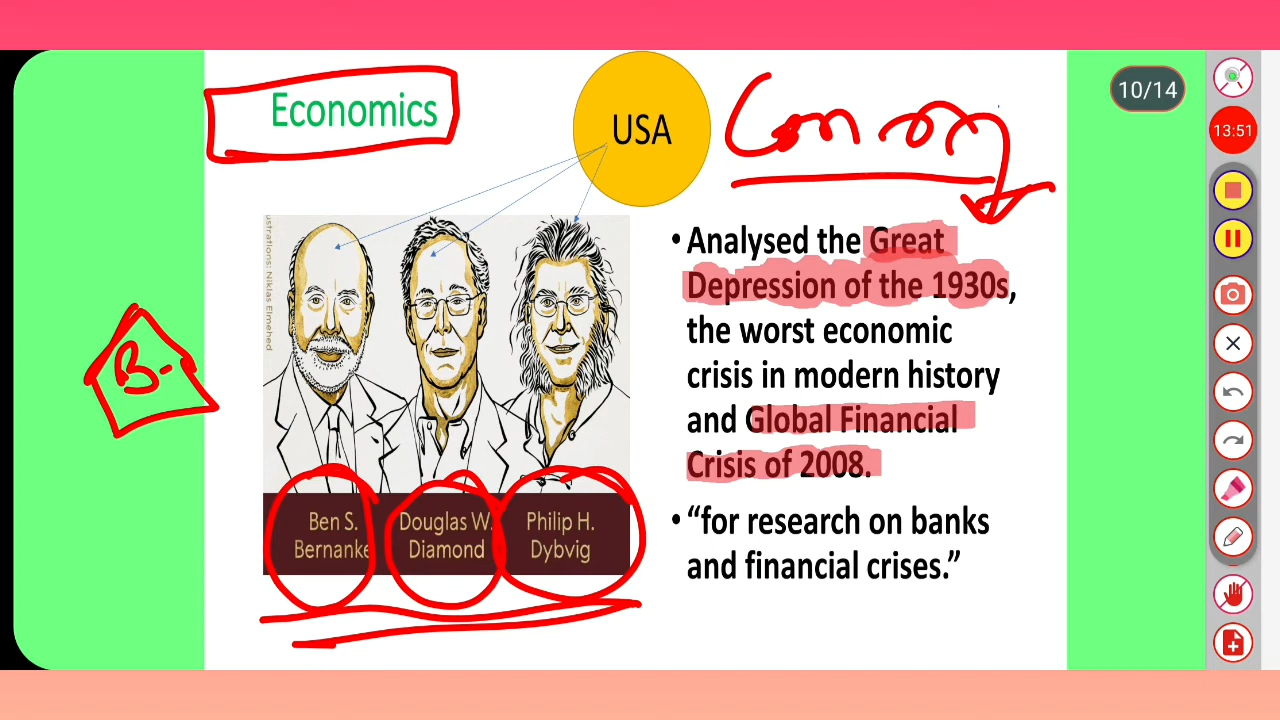 Economics
USA
10/14
13:51
ustrations: Niklas Elmehed
• Analysed the Great
Depression of the 1930s,
the worst economic
crisis in modern history
and Global Financial
Crisis of 2008.
B-
Ben S.
Bernanke
Douglas W.
Diamond
Philip H.
Dybvig
• “for research on banks
and financial crises.”